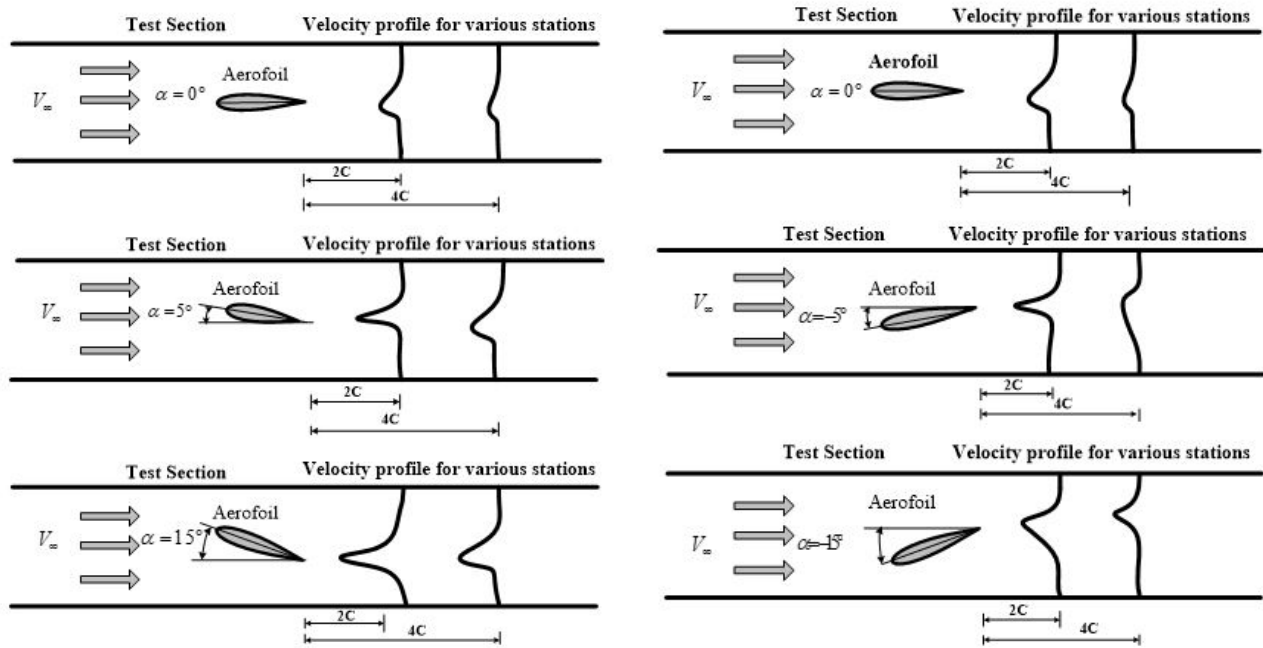 Test Section Velocity profile for various stations
Aerofoil
V∞ α = 0°
2C
4C
Test Section Velocity profile for various stations
Aerofoil
V∞ α = 5°
2C
4C
Test Section Velocity profile for various stations
Aerofoil
V∞ α = 15°
2C
4C
Test Section Velocity profile for various stations
Aerofoil
V∞ α = 0°
2C
4C
Test Section Velocity profile for various stations
Aerofoil
V∞ α=-5°
2C
4C
Test Section Velocity profile for various stations
Aerofoil
V∞ α=-15°
2C
4C